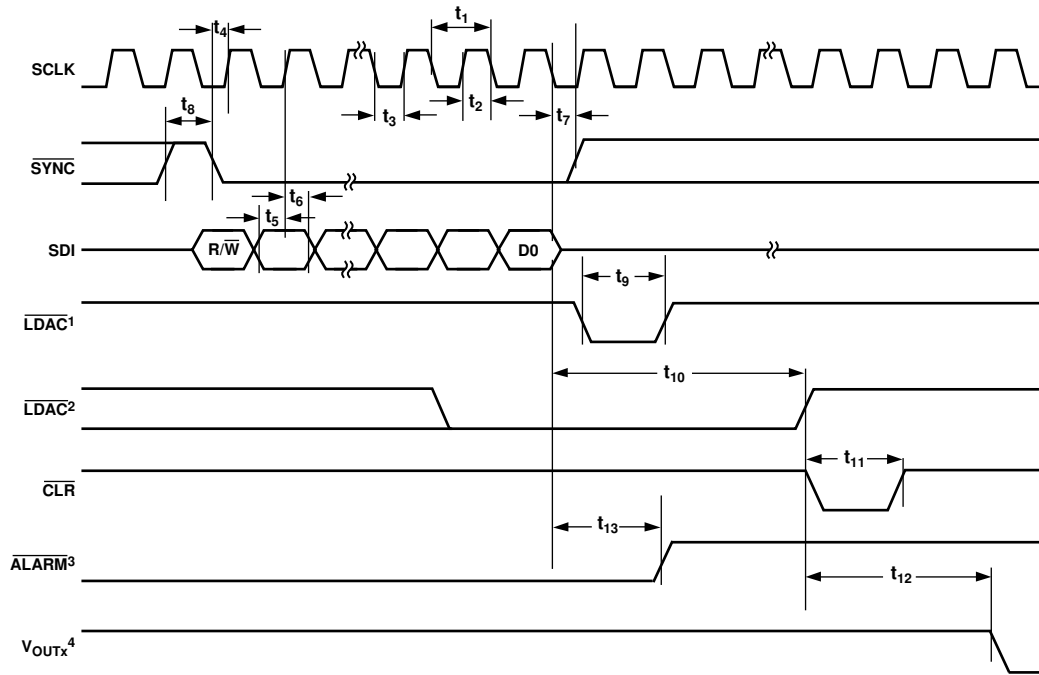 t4
t1
SCLK
t8
t3
t2
t7
SYNC
t6
t5
SDI
R/W
D0
t9
LDAC1
t10
LDAC2
t11
CLR
t13
ALARM3
t12
VOUTx4